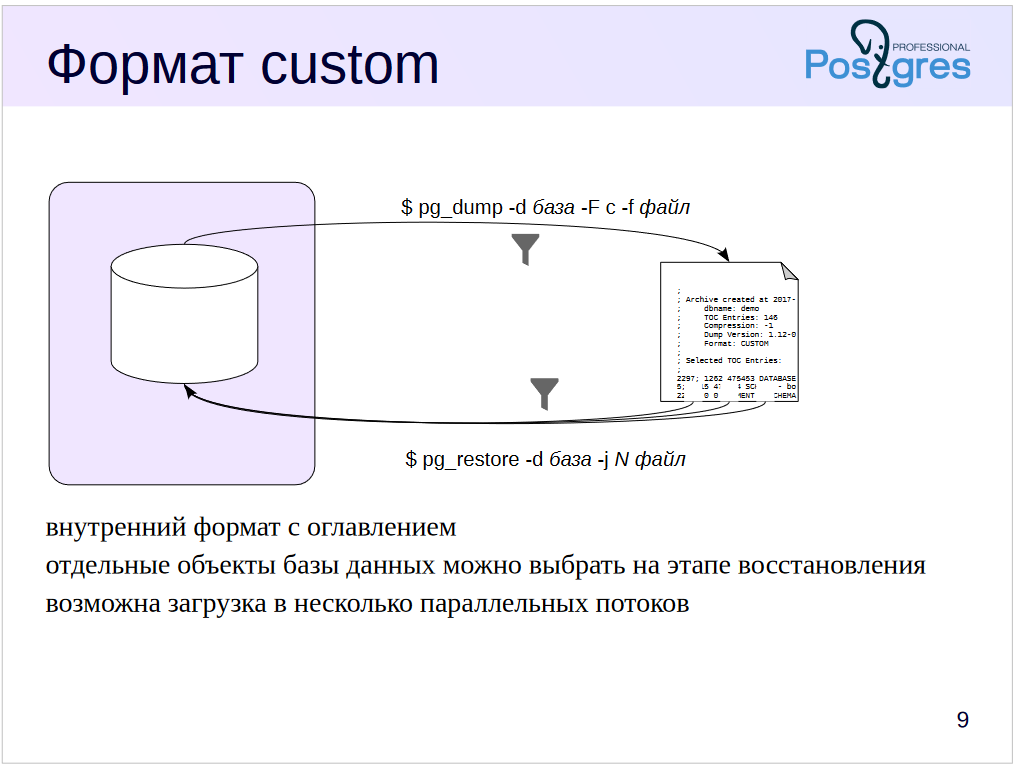 Формат custom
PROFESSIONAL
Postgres
$ pg_dump -d база -F c -f файл
;
; Archive created at 2017-
; dbname: demo
; TOC Entries: 146
; Compression: -1
; Dump Version: 1.12-0
; Format: CUSTOM
;
; Selected TOC Entries:
;
2297; 1262 475453 DATABASE
$ pg_restore -d база -j N файл
внутренний формат с оглавлением
отдельные объекты базы данных можно выбрать на этапе восстановления
возможна загрузка в несколько параллельных потоков
9